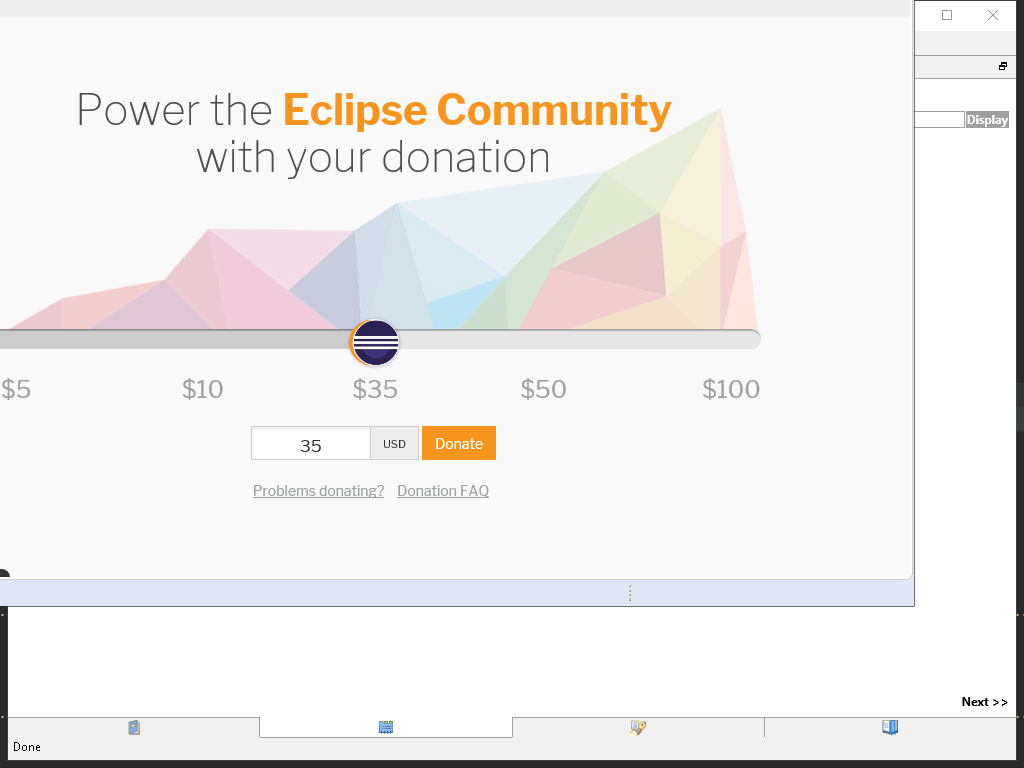 Power the Eclipse Community
with your donation
Display
$5 $10 $35 $50 $100
35 USD Donate
Problems donating? Donation FAQ
Next >>
Done